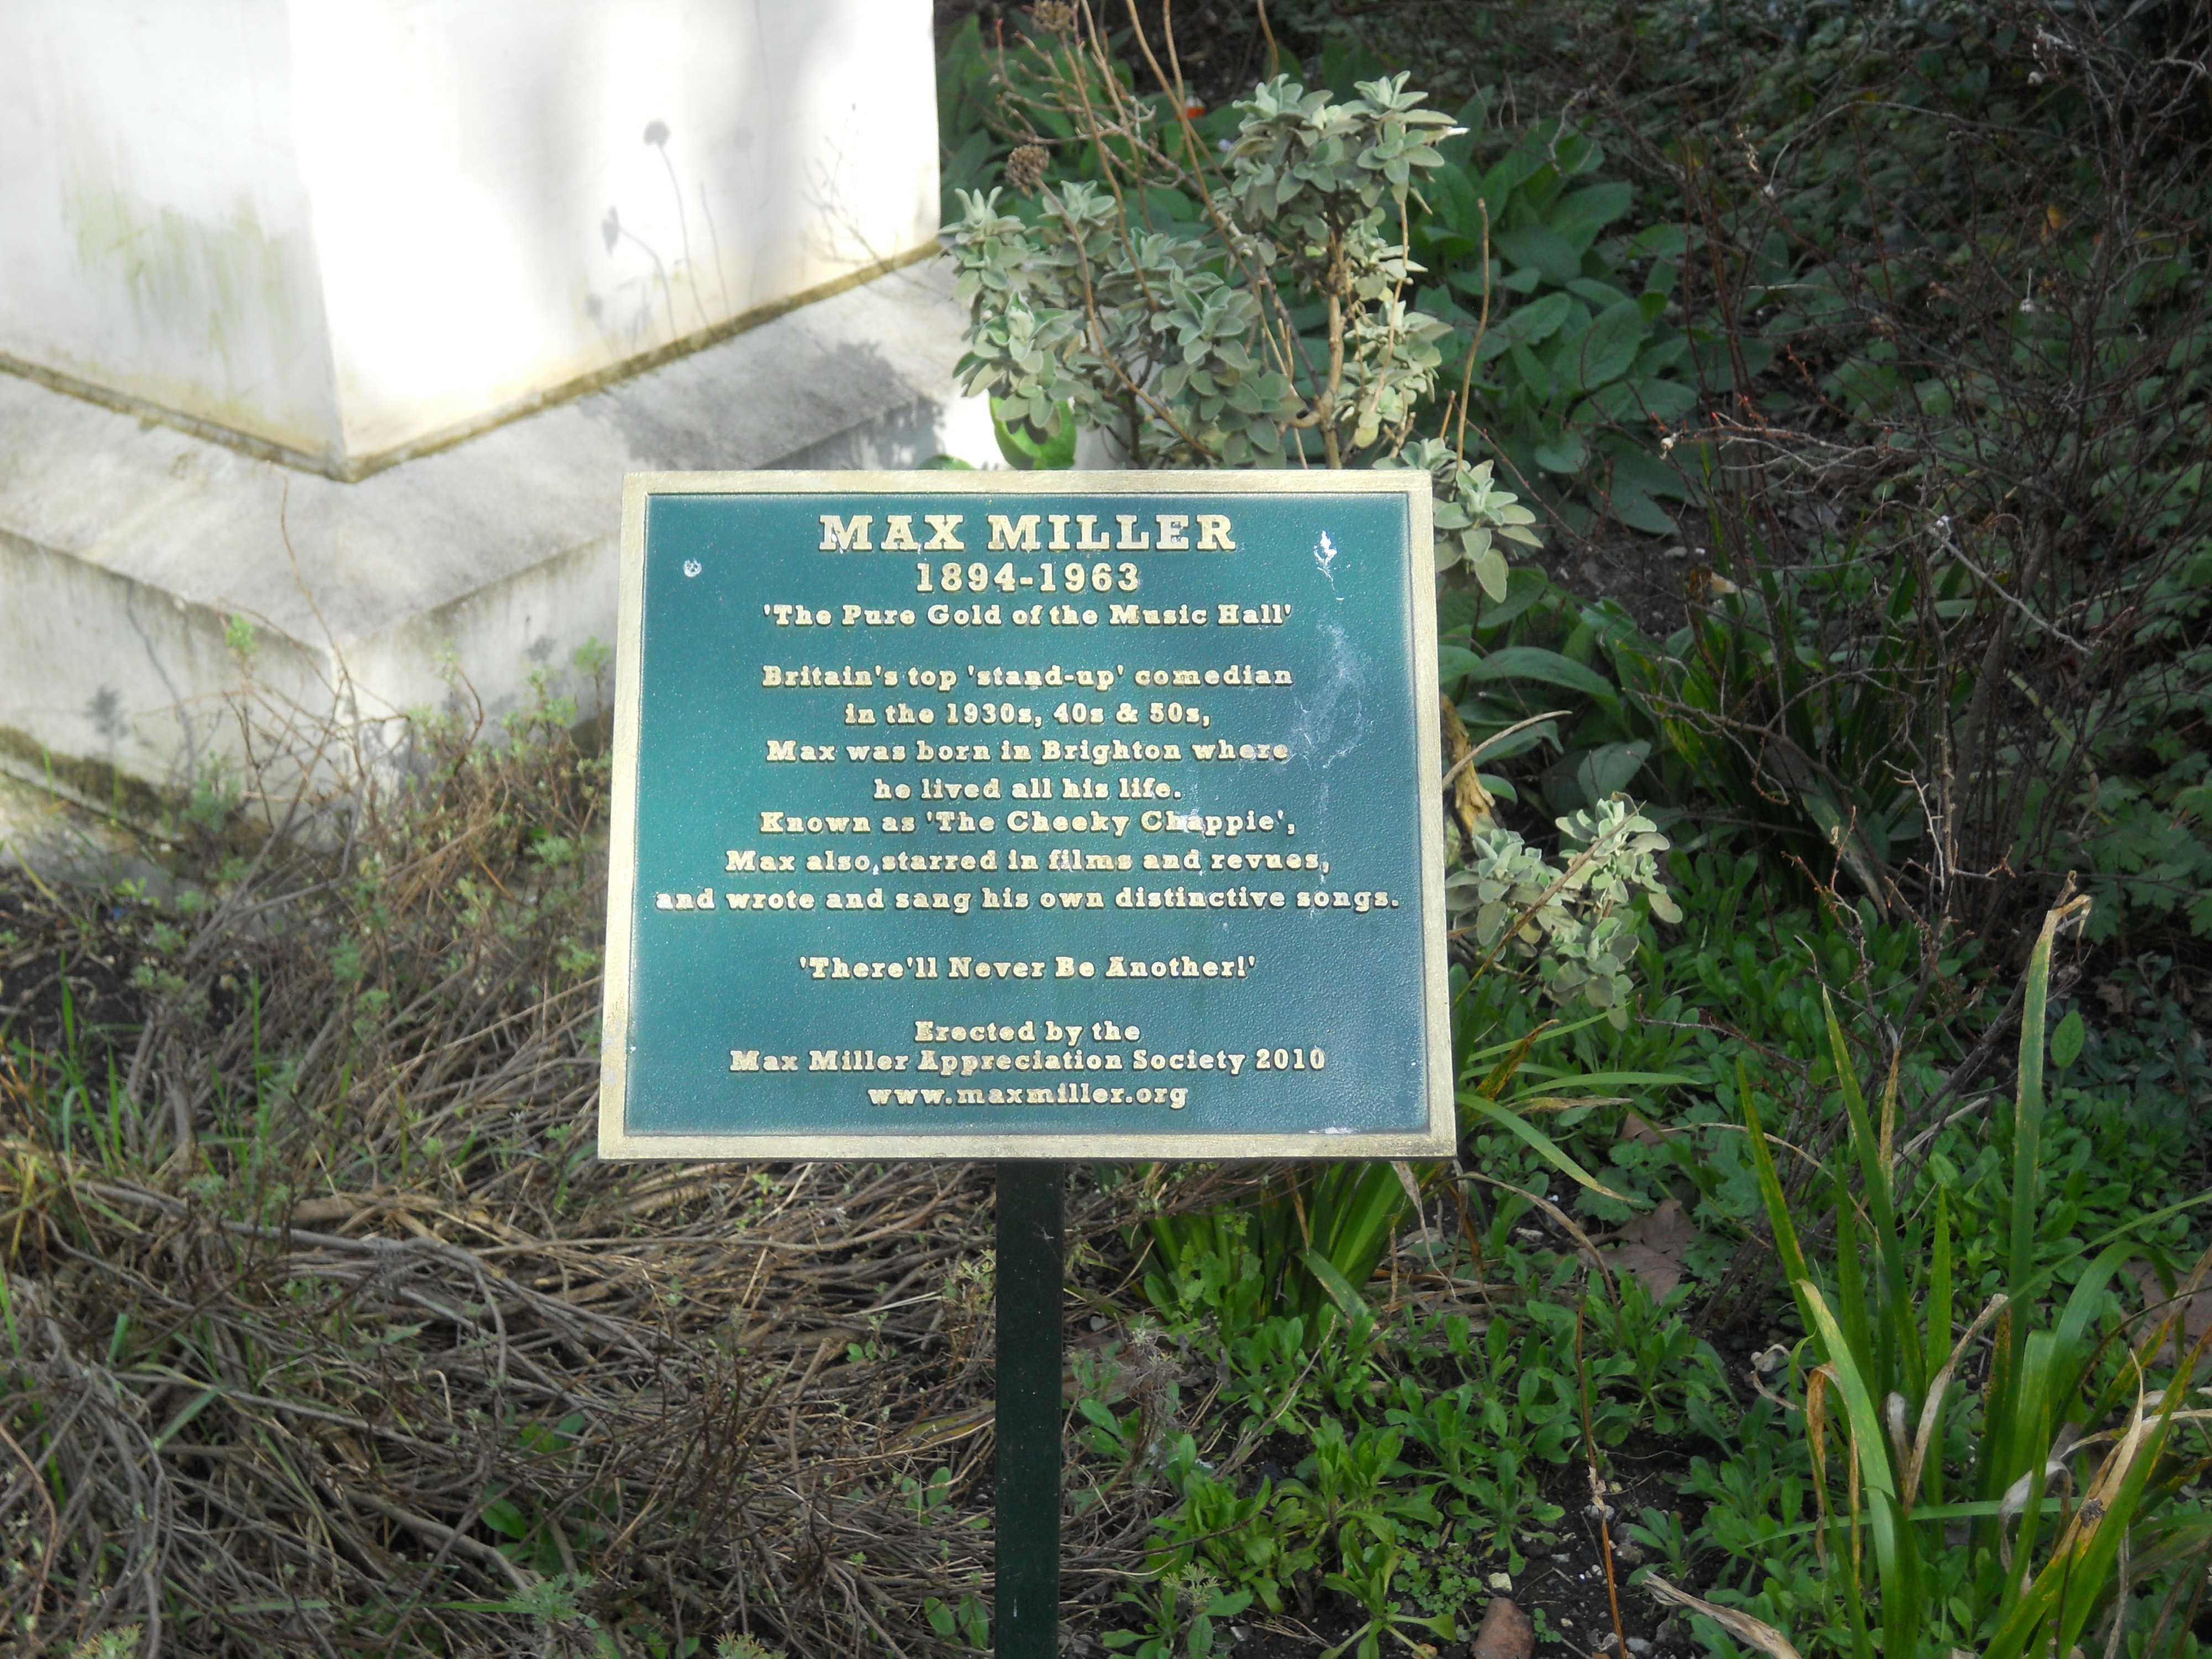 MAX MILLER
1894-1963
'The Pure Gold of the Music Hall'
Britain's top 'stand-up' comedian
in the 1930s, 40s & 50s,
Max was born in Brighton where
he lived all his life.
Known as 'The Cheeky Chappie',
Max also starred in films and revues,
and wrote and sang his own distinctive songs.
'There'll Never Be Another!'
Erected by the
Max Miller Appreciation Society 2010
www.maxmiller.org